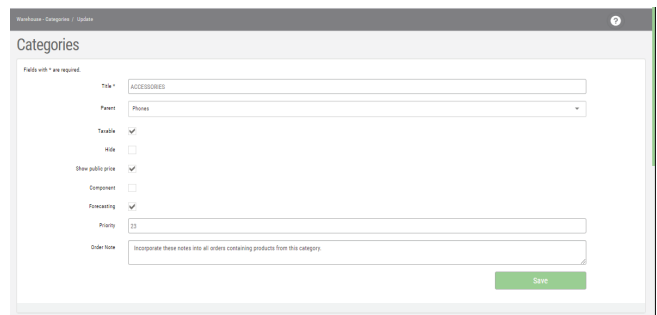 Warehouse - Categories / Update
?
Categories
Fields with * are required.
Title * ACCESSORIES
Parent Phones
Taxable
Hide
Show public price
Component
Forecasting
Priority 23
Order Note Incorporate these notes into all orders containing products from this category.
Save